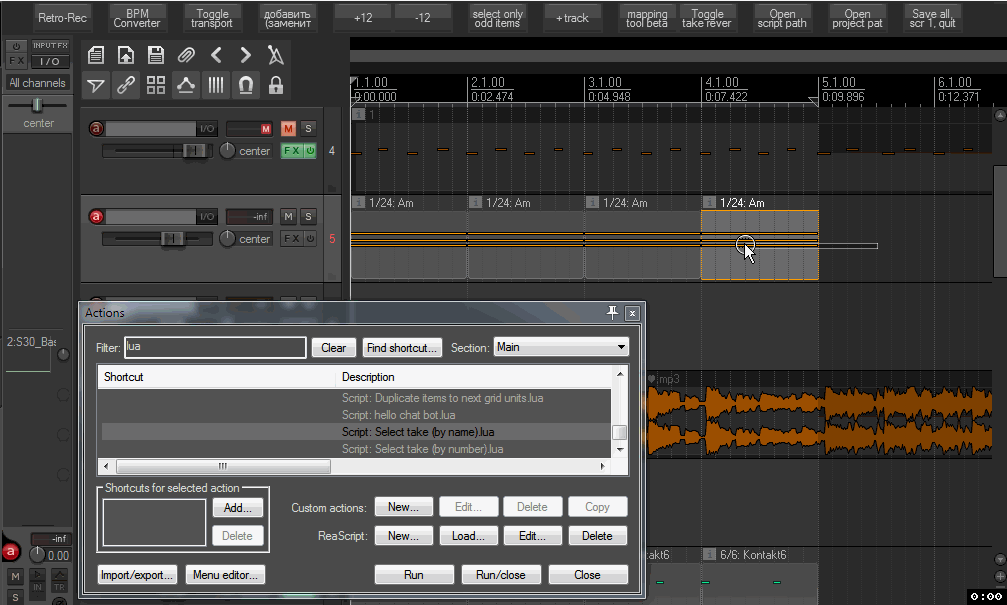 Retro-Rec
BPM
Converter
Toggle
transpot
добавить
(заменит
+12
-12
select only
odd items
+track
mapping
tool beta
Toggle
take rever
Open
script path
Open
project pat
Save all,
scr 1, quit
INPUT FX
FX
I/O
All channels
center
1.1.00
0:00.000
2.1.00
0:02.474
3.1.00
0:04.948
4.1.00
0:07.422
5.1.00
0:09.896
6.1.00
0:12.371
a
I/O
M
M
S
center
FX
4
i
1
a
I/O
-inf
M
S
center
FX
5
i 1/24: Am
i 1/24: Am
i 1/24: Am
i 1/24: Am
Actions
Filter:
lua
Clear
Find shortcut...
Section:
Main
Shortcut
Description
Script: Duplicate items to next grid units.lua
Script: hello chat bot.lua
Script: Select take (by name).lua
Script: Select take (by number).lua
Shortcuts for selected action
Add...
Delete
Custom actions:
New...
Edit...
Delete
Copy
ReaScript:
New...
Load...
Edit...
Delete
Import/export...
Menu editor...
Run
Run/close
Close
2:S30_Bas
mp3
i 6/6: Kontakt6
a
-inf
0.00
M
S
IN
TR
0:00